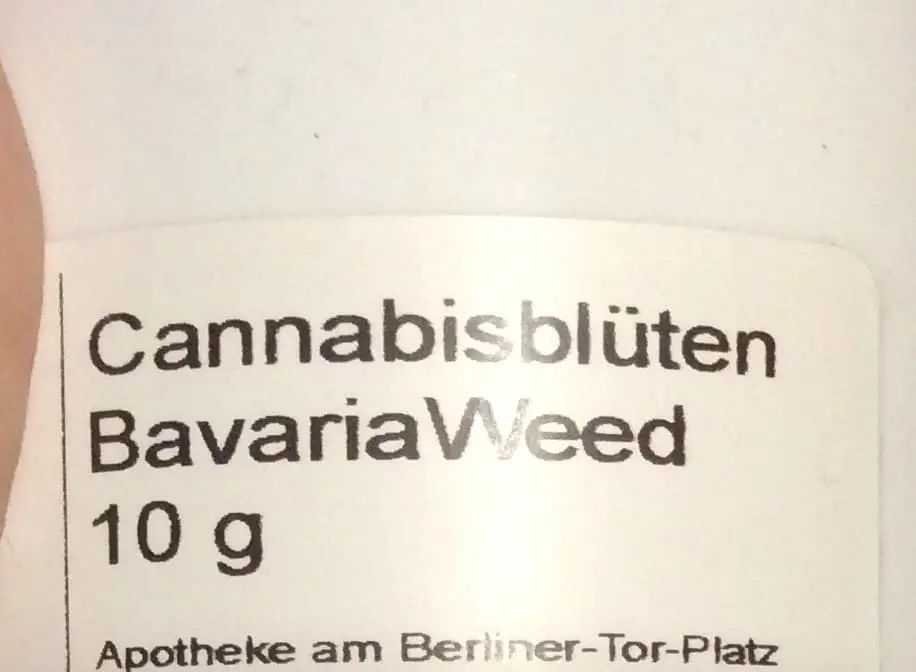 Cannabisblüten
BavariaWeed
10 g
Apotheke am Berliner-Tor-Platz